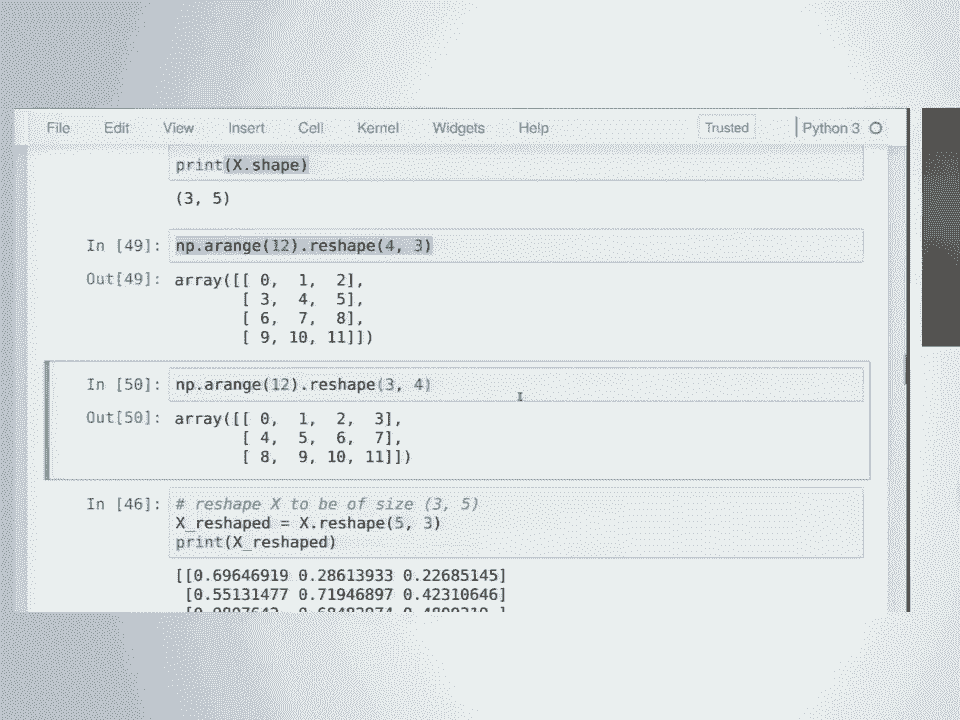 File Edit View Insert Cell Kernel Widgets Help Trusted Python 3
print(X.shape)
(3, 5)
In [49]: np.arange(12).reshape(4, 3)
Out[49]: array([[ 0, 1, 2],
[ 3, 4, 5],
[ 6, 7, 8],
[ 9, 10, 11]])
In [50]: np.arange(12).reshape(3, 4)
Out[50]: array([[ 0, 1, 2, 3],
[ 4, 5, 6, 7],
[ 8, 9, 10, 11]])
In [46]: # reshape X to be of size (3, 5)
X_reshaped = X.reshape(5, 3)
print(X_reshaped)
[[0.69646919 0.28613933 0.22685145]
[0.55131477 0.71946897 0.42310646]